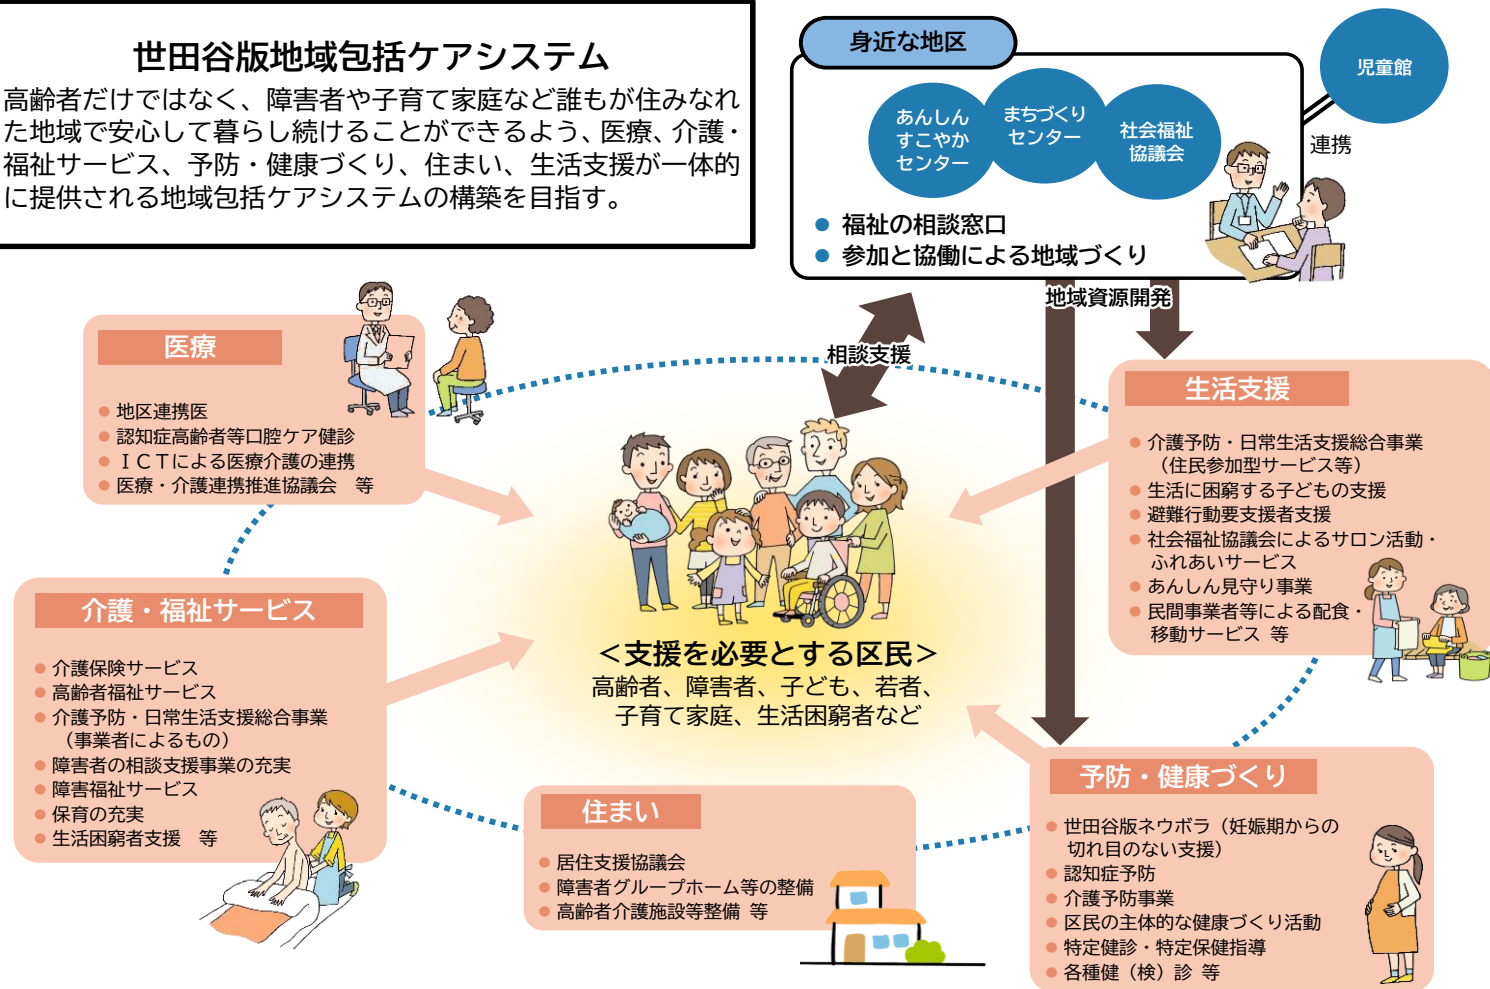 世田谷版地域包括ケアシステム
高齢者だけではなく、障害者や子育て家庭など誰もが住みなれ
た地域で安心して暮らし続けることができるよう、医療、介護・
福祉サービス、予防・健康づくり、住まい、生活支援が一体的
に提供される地域包括ケアシステムの構築を目指す。
身近な地区
あんしん
すこやか
センター
まちづくり
センター
社会福祉
協議会
児童館
連携
● 福祉の相談窓口
● 参加と協働による地域づくり
地域資源開発
相談支援
医療
● 地区連携医
● 認知症高齢者等口腔ケア健診
● ＩＣＴによる医療介護の連携
● 医療・介護連携推進協議会　等
生活支援
● 介護予防・日常生活支援総合事業
（住民参加型サービス等）
● 生活に困窮する子どもの支援
● 避難行動要支援者支援
● 社会福祉協議会によるサロン活動・
ふれあいサービス
● あんしん見守り事業
● 民間事業者等による配食・
移動サービス 等
介護・福祉サービス
● 介護保険サービス
● 高齢者福祉サービス
● 介護予防・日常生活支援総合事業
（事業者によるもの）
● 障害者の相談支援事業の充実
● 障害福祉サービス
● 保育の充実
● 生活困窮者支援　等
＜支援を必要とする区民＞
高齢者、障害者、子ども、若者、
子育て家庭、生活困窮者など
住まい
● 居住支援協議会
● 障害者グループホーム等の整備
● 高齢者介護施設等整備 等
予防・健康づくり
● 世田谷版ネウボラ（妊娠期からの
切れ目のない支援）
● 認知症予防
● 介護予防事業
● 区民の主体的な健康づくり活動
● 特定健診・特定保健指導
● 各種健（検）診 等